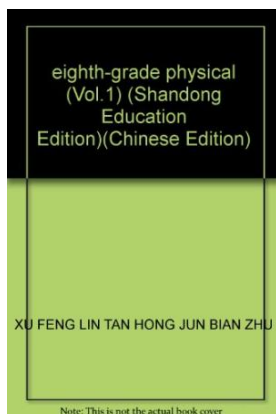 eighth-grade physical
(Vol.1) (Shandong
Education
Edition)(Chinese Edition)
XU FENG LIN TAN HONG JUN BIAN ZHU
Note: This is not the actual book cover